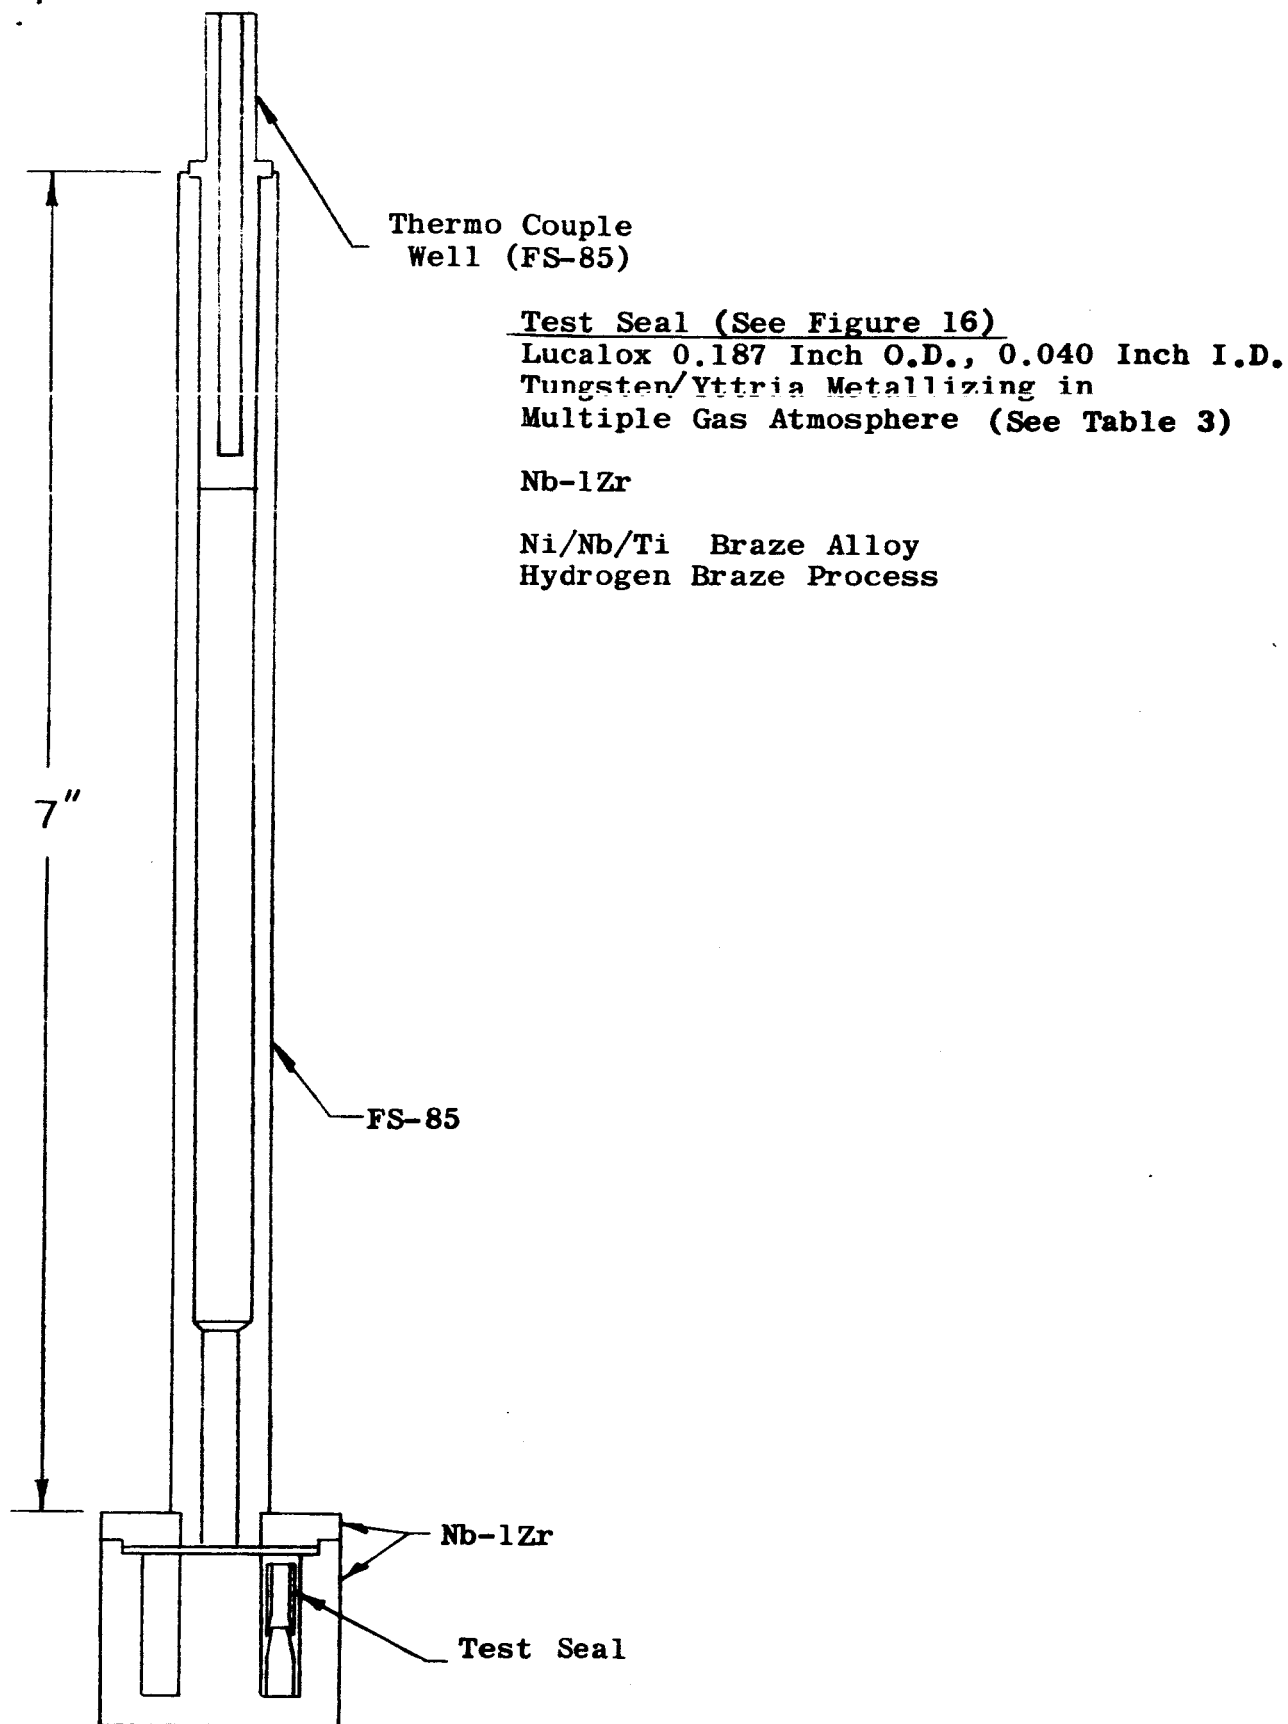 Thermo Couple
Well (FS-85)
Test Seal (See Figure 16)
Lucalox 0.187 Inch O.D., 0.040 Inch I.D.
Tungsten/Yttria Metallizing in
Multiple Gas Atmosphere (See Table 3)
Nb-1Zr
Ni/Nb/Ti Braze Alloy
Hydrogen Braze Process
7"
FS-85
Nb-1Zr
Test Seal